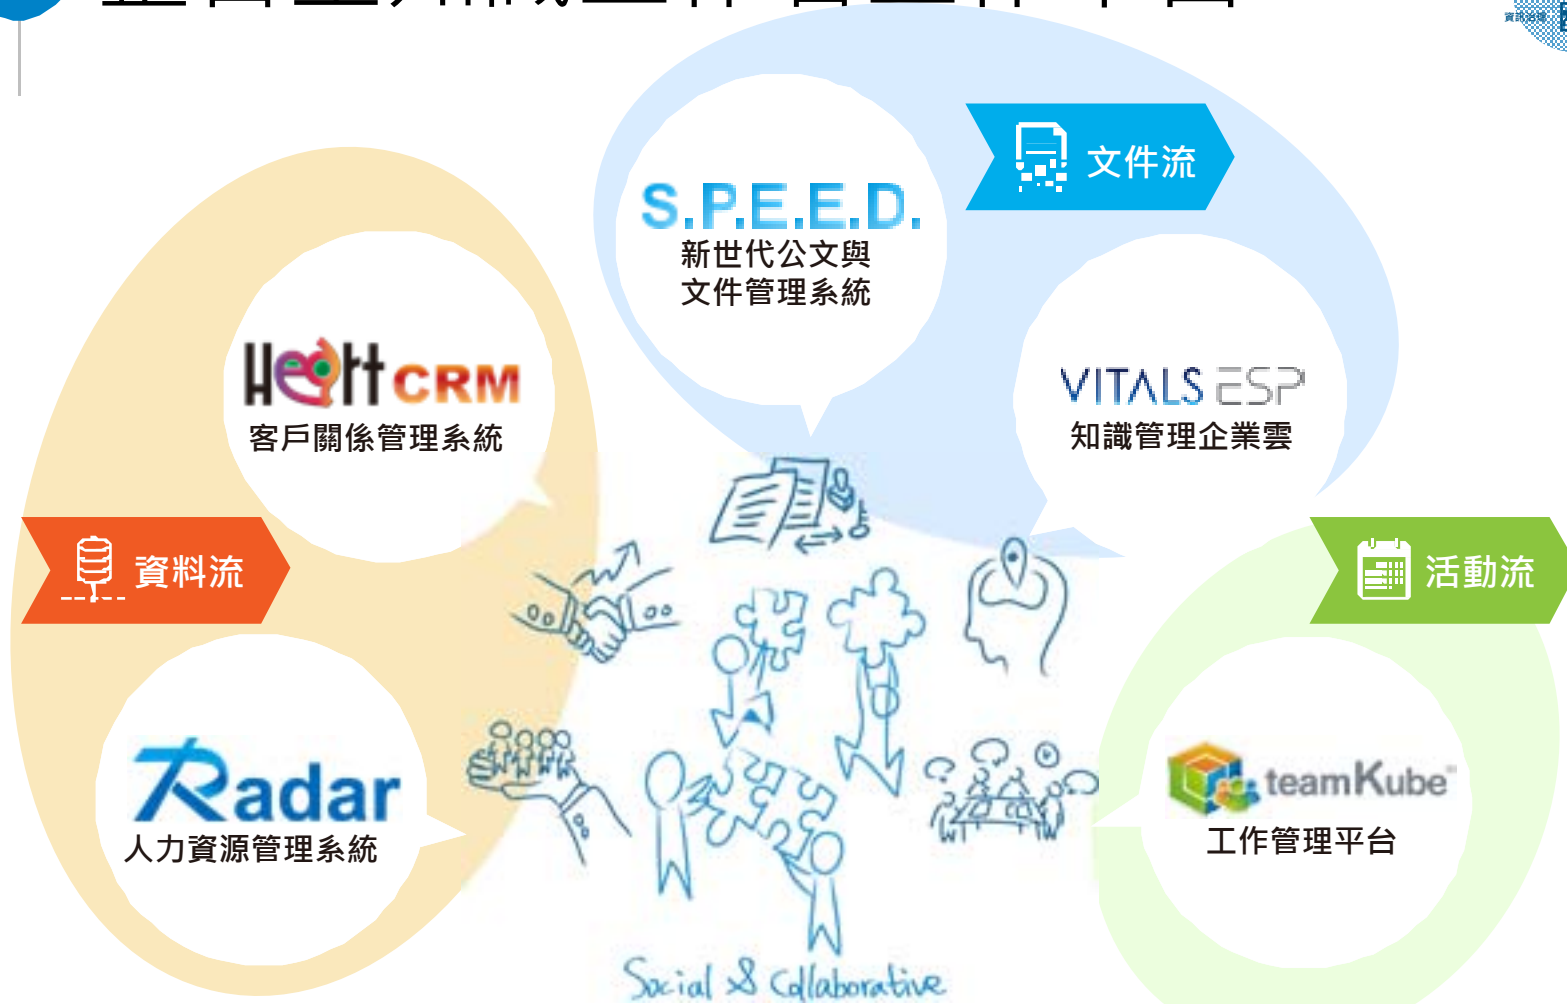 文件流
S.P.E.E.D.
新世代公文與
文件管理系統
Heart CRM
客戶關係管理系統
VITALS ESP
知識管理企業雲
資料流
活動流
Radar
人力資源管理系統
teamKube
工作管理平台
Social & Collaborative